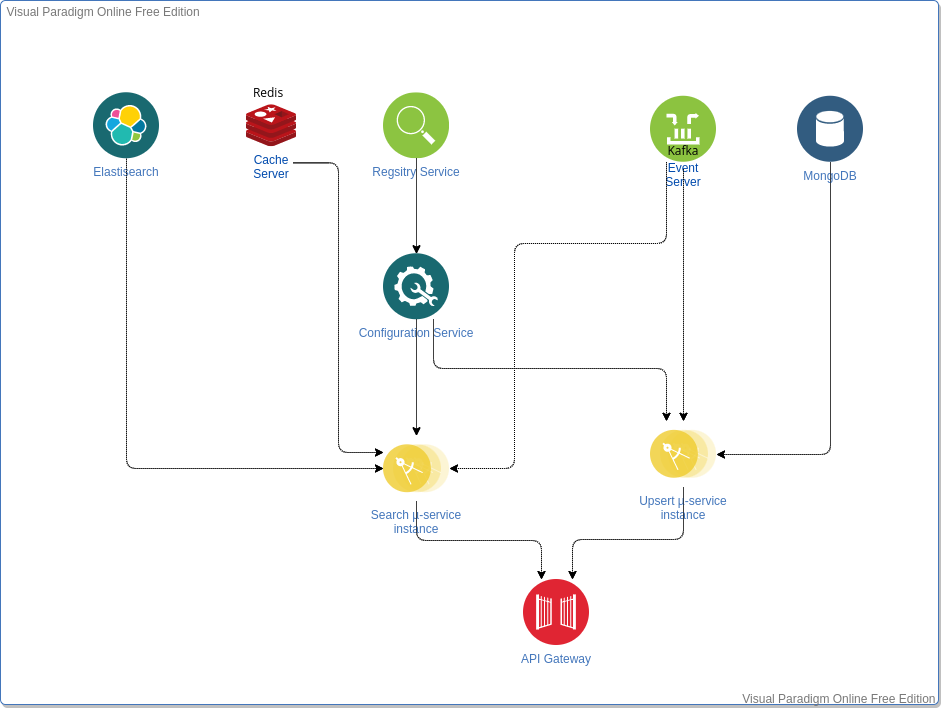 Visual Paradigm Online Free Edition
Redis
Elastisearch
Cache
Server
Regsitry Service
Kafka
Event
Server
MongoDB
Configuration Service
Search µ-service
instance
Upsert µ-service
instance
API Gateway
Visual Paradigm Online Free Edition